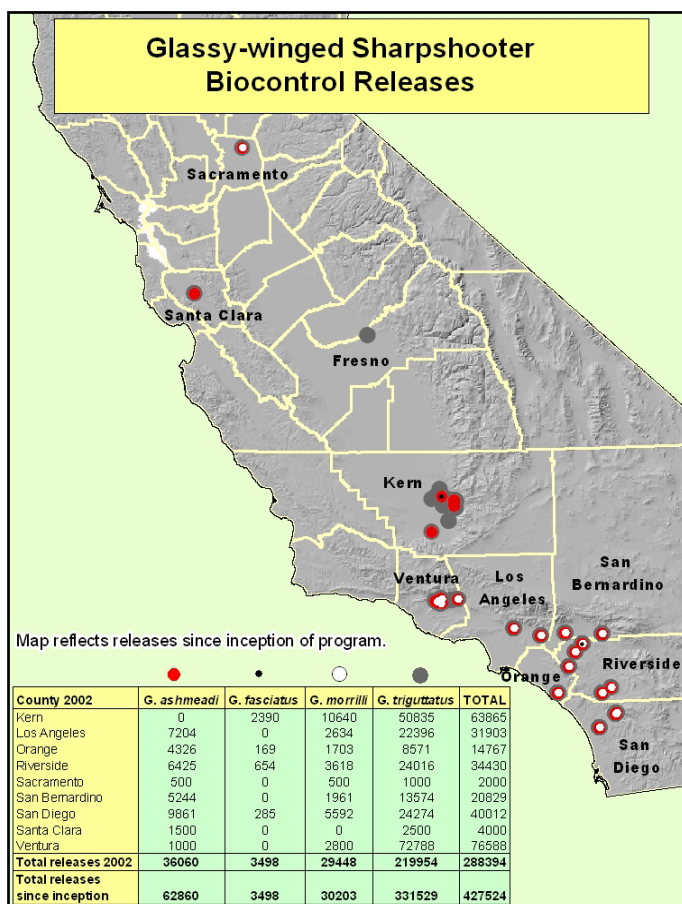 Glassy-winged Sharpshooter
Biocontrol Releases
Sacramento
Santa Clara
Fresno
Kern
Ventura
Los
Angeles
San
Bernardino
Orange
Riverside
San
Diego
Map reflects releases since inception of program.
County 2002 G. ashmeadi G. fasciatus G. morrilli G. triguttatus TOTAL
Kern 0 2390 10640 50835 63865
Los Angeles 7204 0 2634 22396 31903
Orange 4326 169 1703 8571 14767
Riverside 6425 654 3618 24016 34430
Sacramento 500 0 500 1000 2000
San Bernardino 5244 0 1961 13574 20829
San Diego 9861 285 5592 24274 40012
Santa Clara 1500 0 0 2500 4000
Ventura 1000 0 2800 72788 76588
Total releases 2002 36060 3498 29448 219954 288394
Total releases
since inception 62860 3498 30203 331529 427524